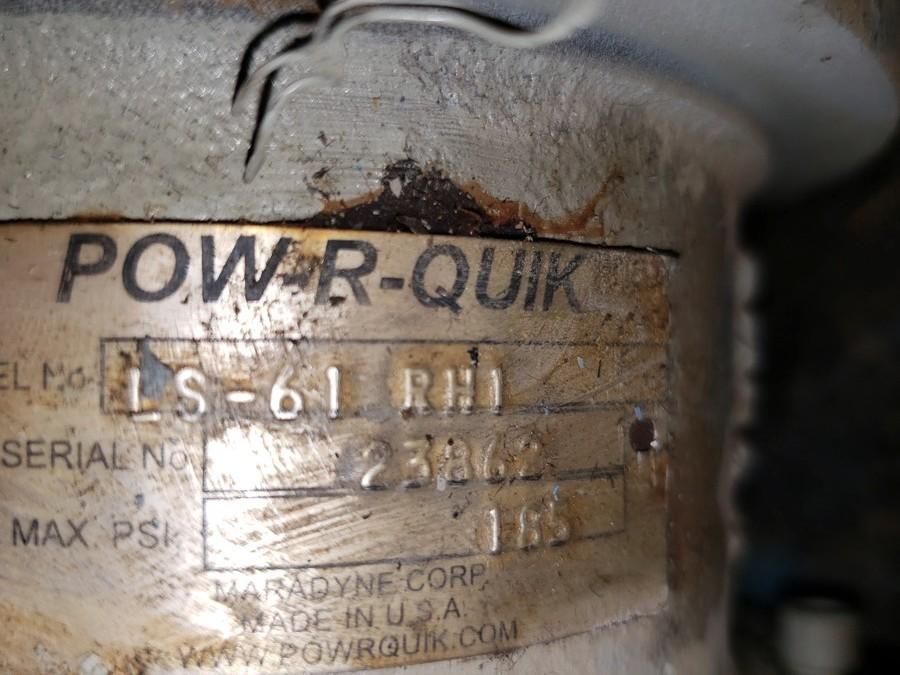 POW-R-QUIK
EL No. LS-61 RH1
SERIAL No 23862
MAX. PSI 185
MARADYNE CORP.
MADE IN U.S.A.
WWW.POWRQUIK.COM